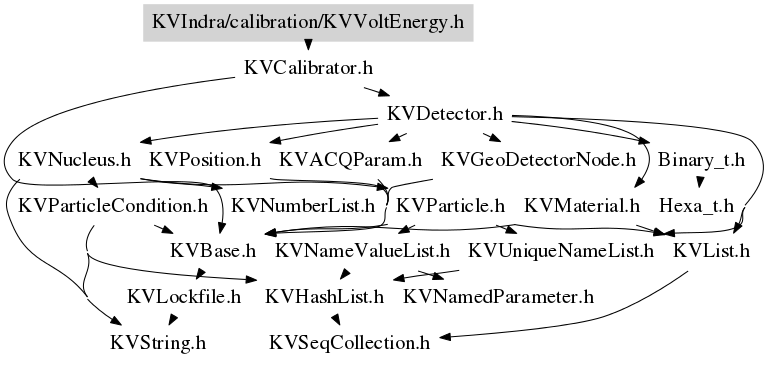 KVIndra/calibration/KVVoltEnergy.h
KVCalibrator.h
KVDetector.h
KVNucleus.h KVPosition.h KVACQParam.h KVGeoDetectorNode.h Binary_t.h
KVParticleCondition.h KVNumberList.h KVParticle.h KVMaterial.h Hexa_t.h
KVBase.h KVNameValueList.h KVUniqueNameList.h KVList.h
KVLockfile.h KVHashList.h KVNamedParameter.h
KVString.h KVSeqCollection.h